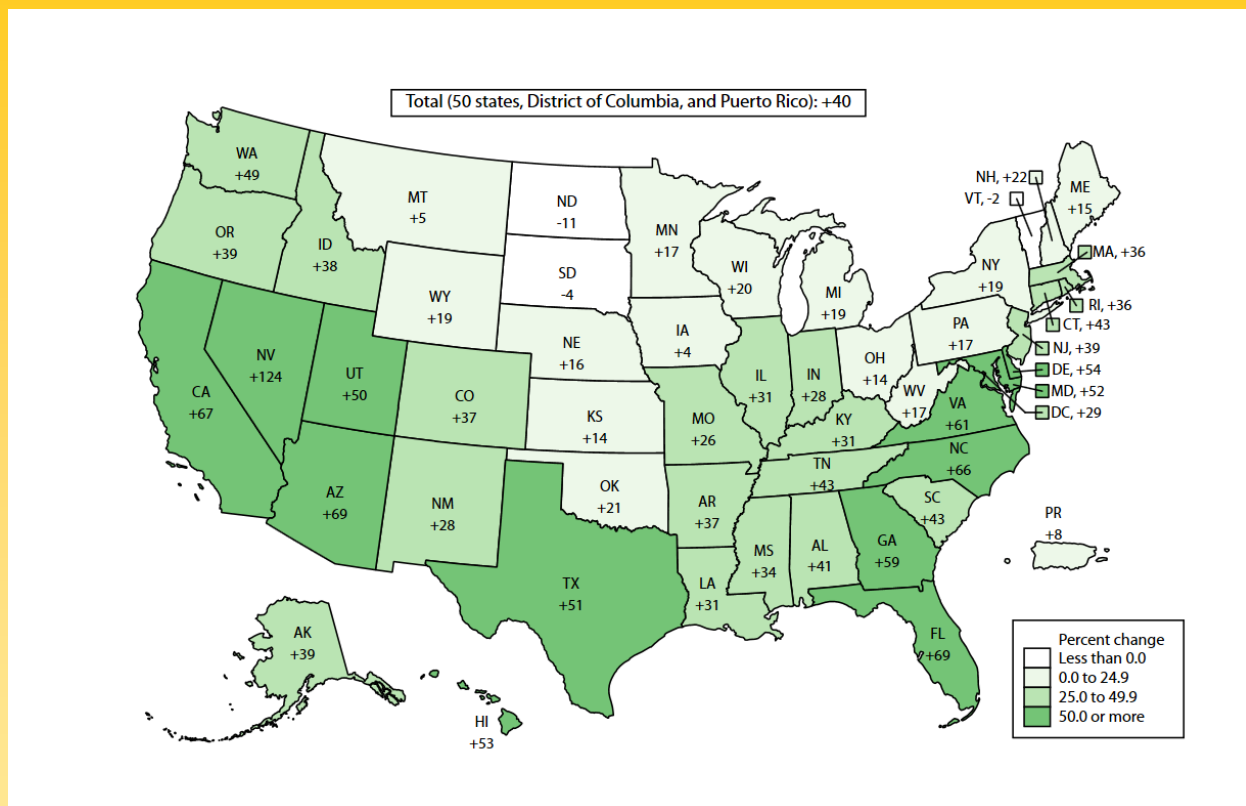 Total (50 states, District of Columbia, and Puerto Rico): +40
WA
+49
MT
+5
ND
-11
MN
+17
NH, +22
VT, -2
ME
+15
OR
+39
ID
+38
SD
-4
WI
+20
MI
+19
NY
+19
MA, +36
WY
+19
RI, +36
CT, +43
IA
+4
NE
+16
PA
+17
NJ, +39
NV
+124
UT
+50
CA
+67
CO
+37
KS
+14
MO
+26
IL
+31
IN
+28
OH
+14
WV
+17
DE, +54
MD, +52
DC, +29
VA
+61
KY
+31
NC
+66
TN
+43
AZ
+69
NM
+28
OK
+21
AR
+37
SC
+43
MS
+34
AL
+41
GA
+59
PR
+8
TX
+51
LA
+31
FL
+69
AK
+39
HI
+53
Percent change
Less than 0.0
0.0 to 24.9
25.0 to 49.9
50.0 or more